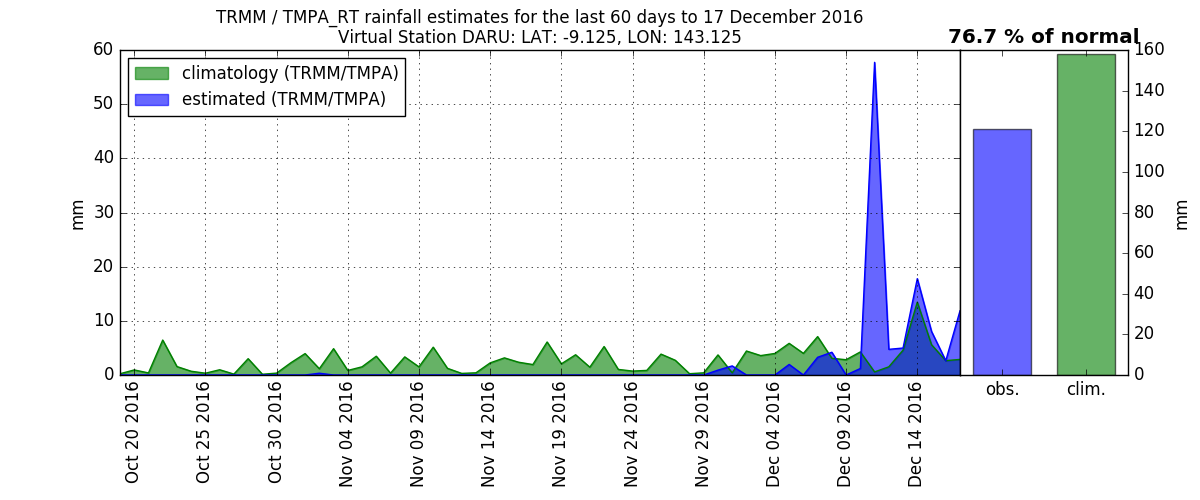 TRMM / TMPA_RT rainfall estimates for the last 60 days to 17 December 2016
Virtual Station DARU: LAT: -9.125, LON: 143.125
76.7 % of normal
climatology (TRMM/TMPA)
estimated (TRMM/TMPA)
60
50
40
30
20
10
0
mm
160
140
120
100
80
60
40
20
0
mm
Oct 20 2016
Oct 25 2016
Oct 30 2016
Nov 04 2016
Nov 09 2016
Nov 14 2016
Nov 19 2016
Nov 24 2016
Nov 29 2016
Dec 04 2016
Dec 09 2016
Dec 14 2016
obs.
clim.